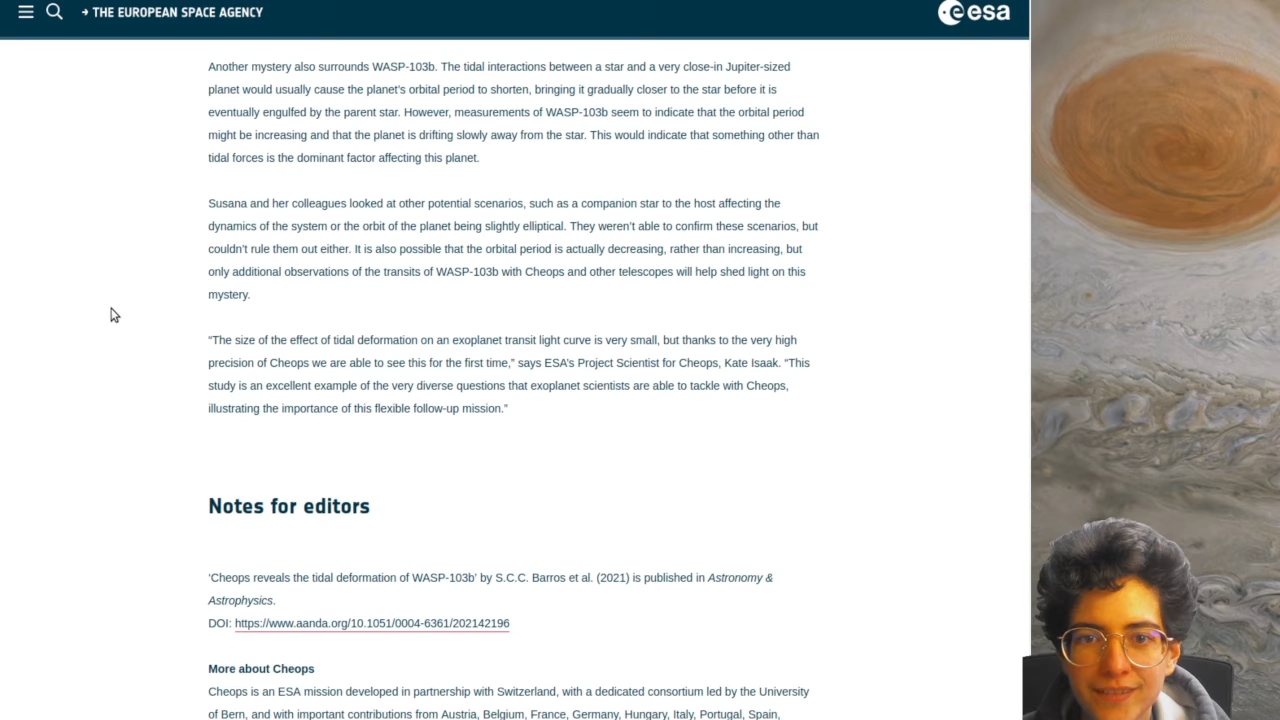 → THE EUROPEAN SPACE AGENCY
esa
Another mystery also surrounds WASP-103b. The tidal interactions between a star and a very close-in Jupiter-sized
planet would usually cause the planet’s orbital period to shorten, bringing it gradually closer to the star before it is
eventually engulfed by the parent star. However, measurements of WASP-103b seem to indicate that the orbital period
might be increasing and that the planet is drifting slowly away from the star. This would indicate that something other than
tidal forces is the dominant factor affecting this planet.
Susana and her colleagues looked at other potential scenarios, such as a companion star to the host affecting the
dynamics of the system or the orbit of the planet being slightly elliptical. They weren’t able to confirm these scenarios, but
couldn’t rule them out either. It is also possible that the orbital period is actually decreasing, rather than increasing, but
only additional observations of the transits of WASP-103b with Cheops and other telescopes will help shed light on this
mystery.
“The size of the effect of tidal deformation on an exoplanet transit light curve is very small, but thanks to the very high
precision of Cheops we are able to see this for the first time,” says ESA’s Project Scientist for Cheops, Kate Isaak. “This
study is an excellent example of the very diverse questions that exoplanet scientists are able to tackle with Cheops,
illustrating the importance of this flexible follow-up mission.”
Notes for editors
‘Cheops reveals the tidal deformation of WASP-103b’ by S.C.C. Barros et al. (2021) is published in Astronomy &
Astrophysics.
DOI: https://www.aanda.org/10.1051/0004-6361/202142196
More about Cheops
Cheops is an ESA mission developed in partnership with Switzerland, with a dedicated consortium led by the University
of Bern, and with important contributions from Austria, Belgium, France, Germany, Hungary, Italy, Portugal, Spain,